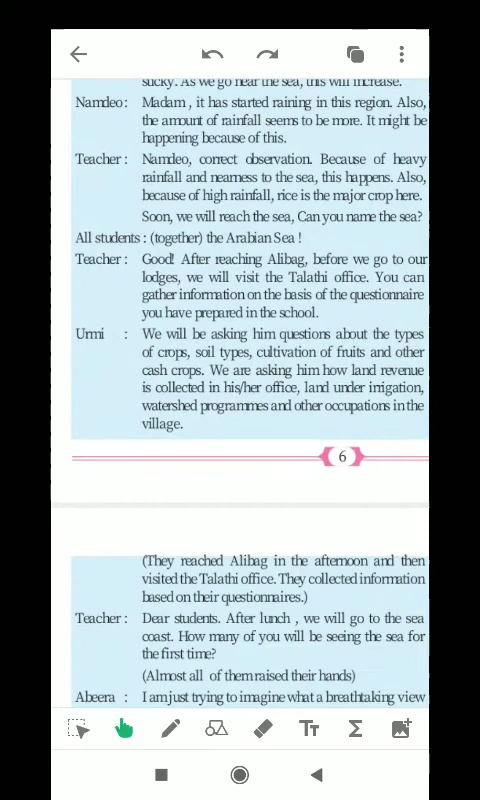 sticky. As we go near the sea, this will increase.
Namdeo: Madam , it has started raining in this region. Also,
the amount of rainfall seems to be more. It might be
happening because of this.
Teacher : Namdeo, correct observation. Because of heavy
rainfall and nearness to the sea, this happens. Also,
because of high rainfall, rice is the major crop here.
Soon, we will reach the sea, Can you name the sea?
All students : (together) the Arabian Sea !
Teacher : Good! After reaching Alibag, before we go to our
lodges, we will visit the Talathi office. You can
gather information on the basis of the questionnaire
you have prepared in the school.
Urmi : We will be asking him questions about the types
of crops, soil types, cultivation of fruits and other
cash crops. We are asking him how land revenue
is collected in his/her office, land under irrigation,
watershed programmes and other occupations in the
village.
6
(They reached Alibag in the afternoon and then
visited the Talathi office. They collected information
based on their questionnaires.)
Teacher : Dear students. After lunch , we will go to the sea
coast. How many of you will be seeing the sea for
the first time?
(Almost all of them raised their hands)
Abeera : I am just trying to imagine what a breathtaking view
Tт
Σ